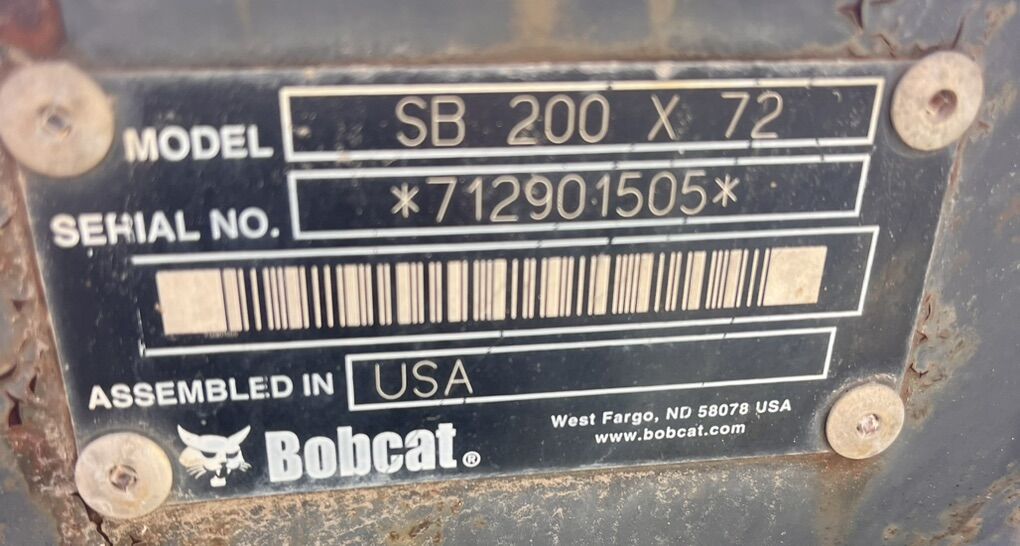 MODEL SB 200 X 72
SERIAL NO. *712901505*
ASSEMBLED IN USA
Bobcat®
West Fargo, ND 58078 USA
www.bobcat.com